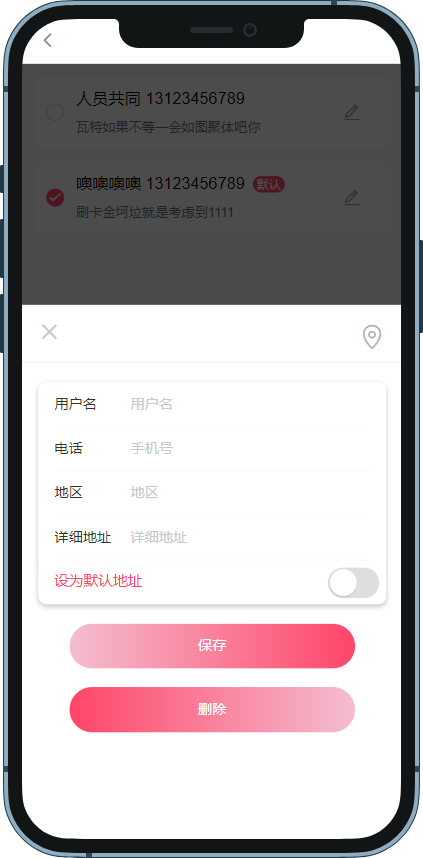 人员共同 13123456789
瓦特如果不等一会如图聚体吧你
噢噢噢噢 13123456789 默认
刷卡金坷垃就是考虑到1111
用户名 用户名
电话 手机号
地区 地区
详细地址 详细地址
设为默认地址
保存
删除